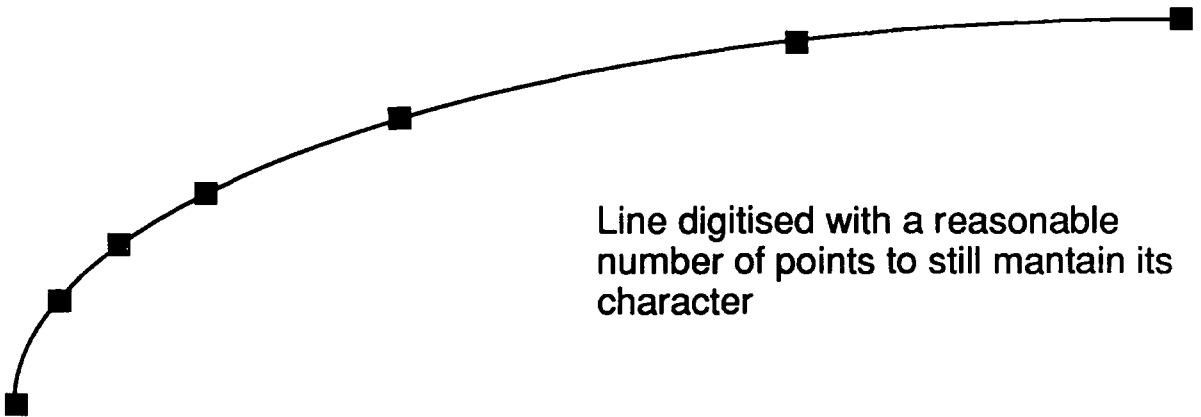 Line digitised with a reasonable
number of points to still mantain its
character